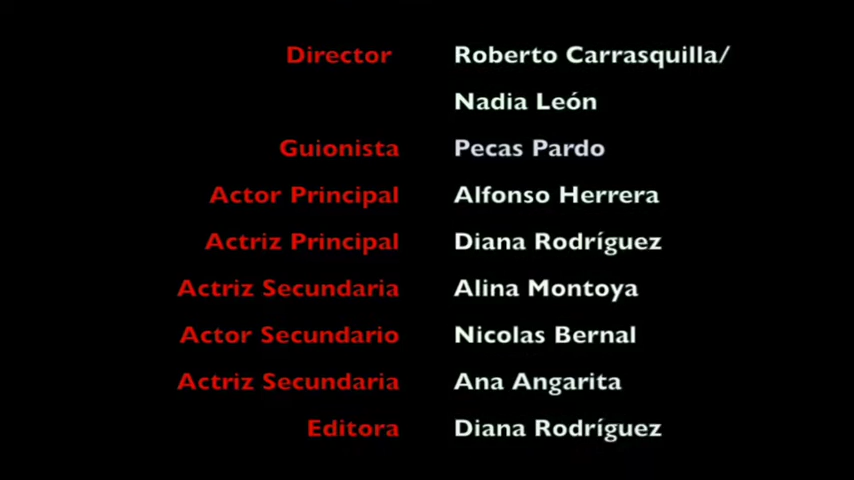 Director Roberto Carrasquilla/
Nadia León
Guionista Pecas Pardo
Actor Principal Alfonso Herrera
Actriz Principal Diana Rodríguez
Actriz Secundaria Alina Montoya
Actor Secundario Nicolas Bernal
Actriz Secundaria Ana Angarita
Editora Diana Rodríguez